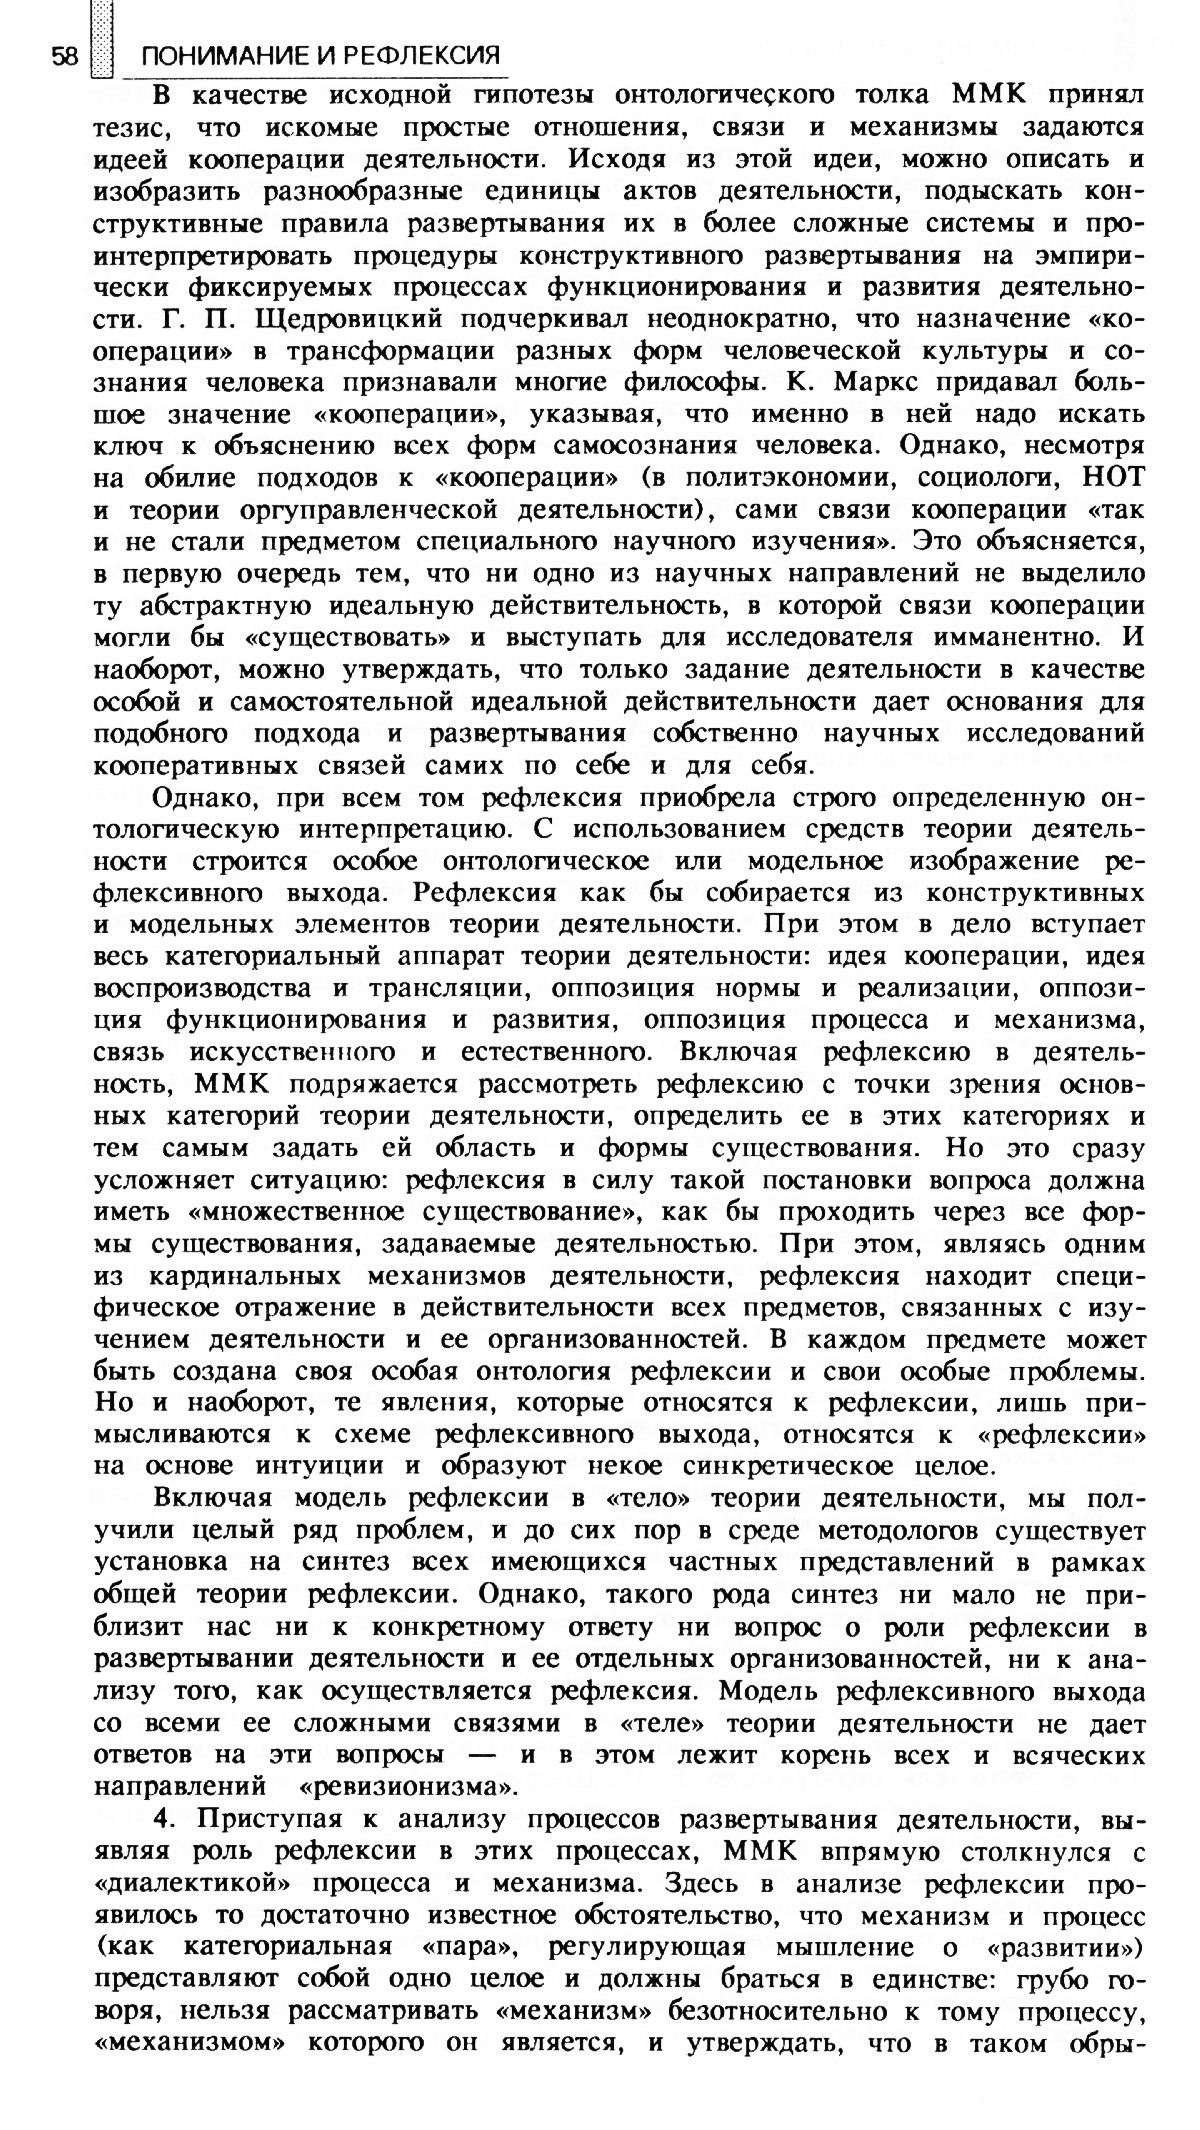 58 ПОНИМАНИЕ И РЕФЛЕКСИЯ
В качестве исходной гипотезы онтологического толка ММК принял
тезис, что искомые простые отношения, связи и механизмы задаются
идеей кооперации деятельности. Исходя из этой идеи, можно описать и
изобразить разнообразные единицы актов деятельности, подыскать кон-
структивные правила развертывания их в более сложные системы и про-
интерпретировать процедуры конструктивного развертывания на эмпири-
чески фиксируемых процессах функционирования и развития деятельно-
сти. Г. П. Щедровицкий подчеркивал неоднократно, что назначение «ко-
операции» в трансформации разных форм человеческой культуры и со-
знания человека признавали многие философы. К. Маркс придавал боль-
шое значение «кооперации», указывая, что именно в ней надо искать
ключ к объяснению всех форм самосознания человека. Однако, несмотря
на обилие подходов к «кооперации» (в политэкономии, социологи, НОТ
и теории оргуправленческой деятельности), сами связи кооперации «так
и не стали предметом специального научного изучения». Это объясняется,
в первую очередь тем, что ни одно из научных направлений не выделило
ту абстрактную идеальную действительность, в которой связи кооперации
могли бы «существовать» и выступать для исследователя имманентно. И
наоборот, можно утверждать, что только задание деятельности в качестве
особой и самостоятельной идеальной действительности дает основания для
подобного подхода и развертывания собственно научных исследований
кооперативных связей самих по себе и для себя.
Однако, при всем том рефлексия приобрела строго определенную он-
тологическую интерпретацию. С использованием средств теории деятель-
ности строится особое онтологическое или модельное изображение ре-
флексивного выхода. Рефлексия как бы собирается из конструктивных
и модельных элементов теории деятельности. При этом в дело вступает
весь категориальный аппарат теории деятельности: идея кооперации, идея
воспроизводства и трансляции, оппозиция нормы и реализации, оппози-
ция функционирования и развития, оппозиция процесса и механизма,
связь искусственного и естественного. Включая рефлексию в деятель-
ность, ММК подряжается рассмотреть рефлексию с точки зрения основ-
ных категорий теории деятельности, определить ее в этих категориях и
тем самым задать ей область и формы существования. Но это сразу
усложняет ситуацию: рефлексия в силу такой постановки вопроса должна
иметь «множественное существование», как бы проходить через все фор-
мы существования, задаваемые деятельностью. При этом, являясь одним
из кардинальных механизмов деятельности, рефлексия находит специ-
фическое отражение в действительности всех предметов, связанных с изу-
чением деятельности и ее организованностей. В каждом предмете может
быть создана своя особая онтология рефлексии и свои особые проблемы.
Но и наоборот, те явления, которые относятся к рефлексии, лишь при-
мысливаются к схеме рефлексивного выхода, относятся к «рефлексии»
на основе интуиции и образуют некое синкретическое целое.
Включая модель рефлексии в «тело» теории деятельности, мы пол-
учили целый ряд проблем, и до сих пор в среде методологов существует
установка на синтез всех имеющихся частных представлений в рамках
общей теории рефлексии. Однако, такого рода синтез ни мало не при-
близит нас ни к конкретному ответу ни вопрос о роли рефлексии в
развертывании деятельности и ее отдельных организованностей, ни к ана-
лизу того, как осуществляется рефлексия. Модель рефлексивного выхода
со всеми ее сложными связями в «теле» теории деятельности не дает
ответов на эти вопросы — и в этом лежит корень всех и всяческих
направлений «ревизионизма».
4. Приступая к анализу процессов развертывания деятельности, вы-
являя роль рефлексии в этих процессах, ММК впрямую столкнулся с
«диалектикой» процесса и механизма. Здесь в анализе рефлексии про-
явилось то достаточно известное обстоятельство, что механизм и процесс
(как категориальная «пара», регулирующая мышление о «развитии»)
представляют собой одно целое и должны браться в единстве: грубо го-
воря, нельзя рассматривать «механизм» безотносительно к тому процессу,
«механизмом» которого он является, и утверждать, что в таком обры-